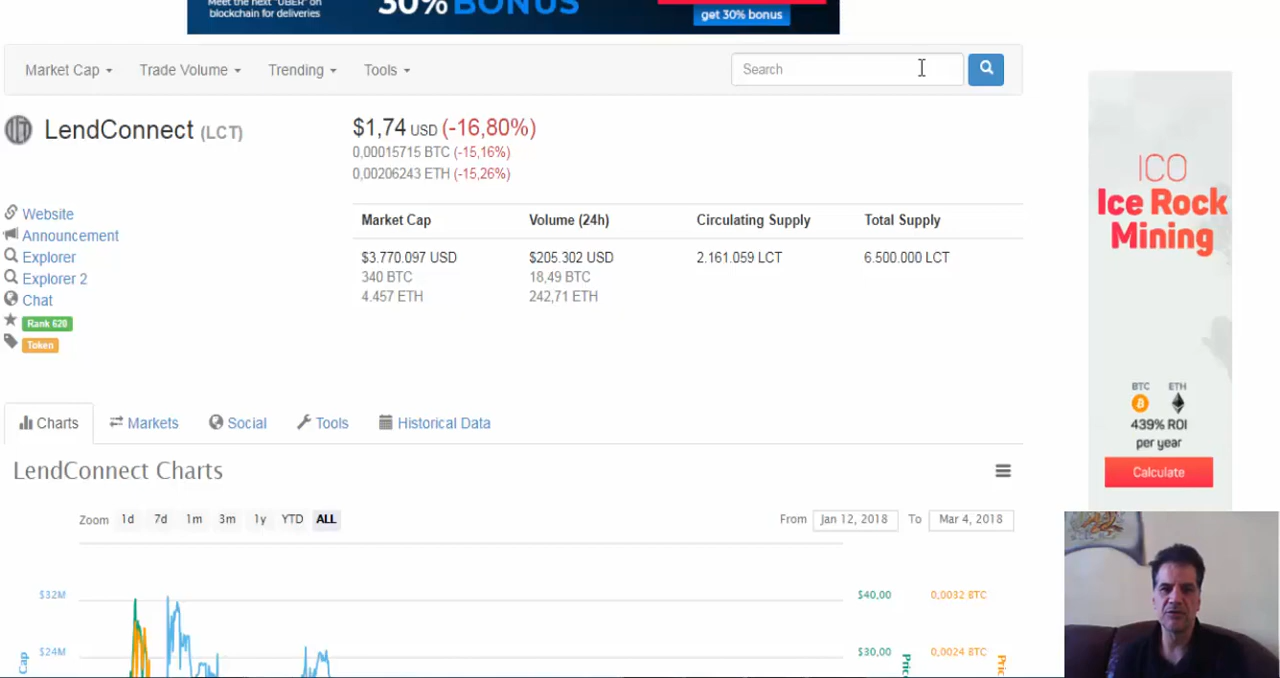 Meet the next "UBER" on
blockchain for deliveries
30% BONUS
get 30% bonus
Market Cap
Trade Volume
Trending
Tools
Search
LendConnect (LCT)
$1,74 USD (-16,80%)
0,00015715 BTC (-15,16%)
0,00206243 ETH (-15,26%)
Website
Announcement
Explorer
Explorer 2
Chat
Rank 620
Token
Market Cap Volume (24h) Circulating Supply Total Supply
$3.770.097 USD $205.302 USD 2.161.059 LCT 6.500.000 LCT
340 BTC 18,49 BTC
4.457 ETH 242,71 ETH
ICO
Ice Rock
Mining
BTC ETH
439% ROI
per year
Calculate
Charts Markets Social Tools Historical Data
LendConnect Charts
Zoom 1d 7d 1m 3m 1y YTD ALL From Jan 12, 2018 To Mar 4, 2018
$32M $40,00 0,0032 BTC
$24M $30,00 0,0024 BTC
Cap